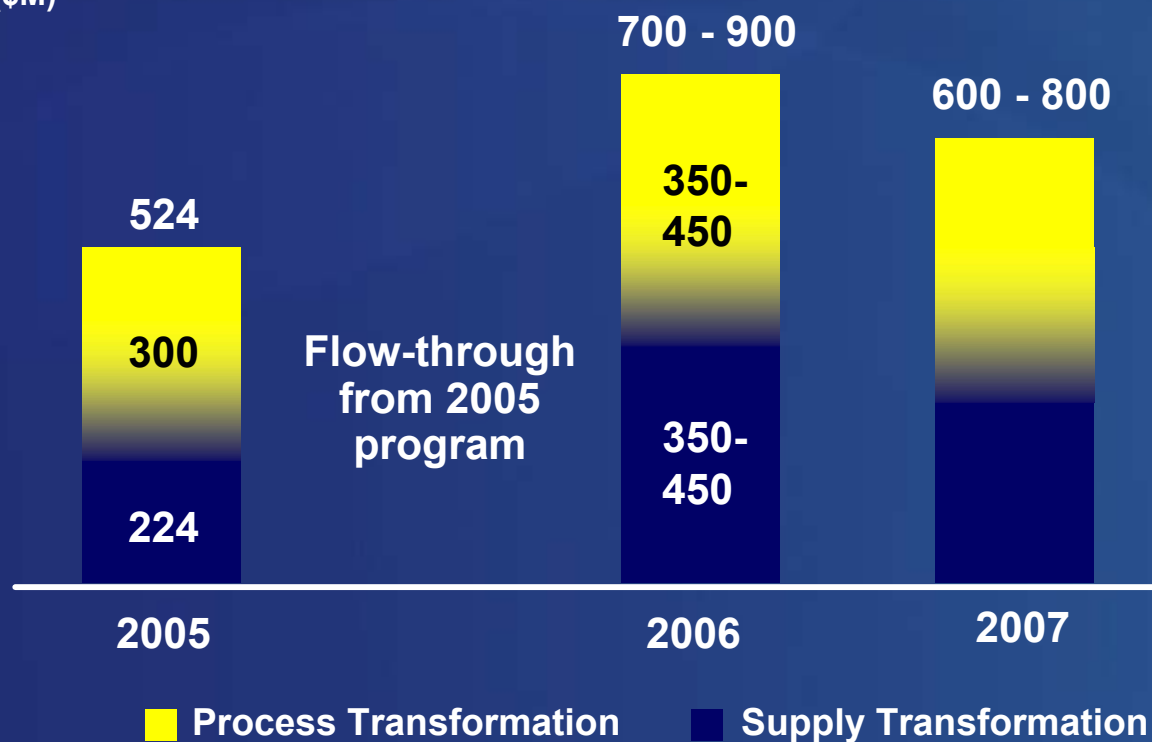 ($M)
700 - 900
600 - 800
524
350-
450
300
Flow-through
from 2005
program
350-
450
224
2005
2006
2007
Process Transformation
Supply Transformation